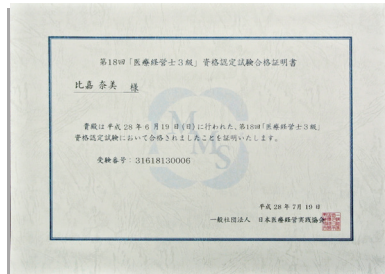 第18回「医療経営士3級」資格認定試験合格証明書
比嘉 奈美 様
貴殿は平成28年6月19日(日)に行われた、第18回「医療経営士3級」
資格認定試験において合格されましたことを証明いたします。
受験番号:31618130006
MMS
平成28年7月19日
一般社団法人 日本医療経営実践協会